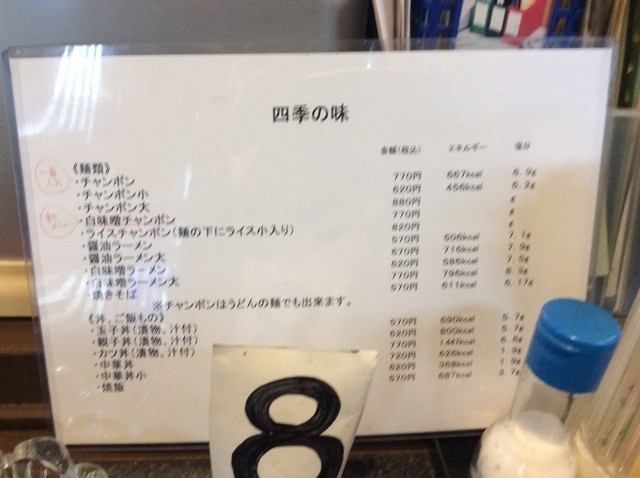 四季の味
金額(税込) エネルギー 塩分
《麺類》
・チャンポン 770円 667kcal 6.9g
・チャンポン小 620円 456kcal 6.2g
・チャンポン大 880円 g
・白味噌チャンポン 770円 g
・ライスチャンポン(麺の下にライス小入り) 820円 g
・醤油ラーメン 570円 506kcal 7.1g
・醤油ラーメン大 670円 716kcal 7.9g
・白味噌ラーメン 620円 586kcal 7.5g
・白味噌ラーメン大 770円 796kcal 8.3g
・焼きそば 570円 611kcal 6.17g
※チャンポンはうどんの麺でも出来ます。
《丼、ご飯もの》
・玉子丼(漬物、汁付) 570円 690kcal 5.7g
・親子丼(漬物、汁付) 620円 800kcal 5.7g
・カツ丼(漬物、汁付) 770円 6.6g
・中華丼 720円 626kcal 1.9g
・中華丼小 620円 358kcal 1.9g
・焼飯 570円 687kcal 3.7g
8